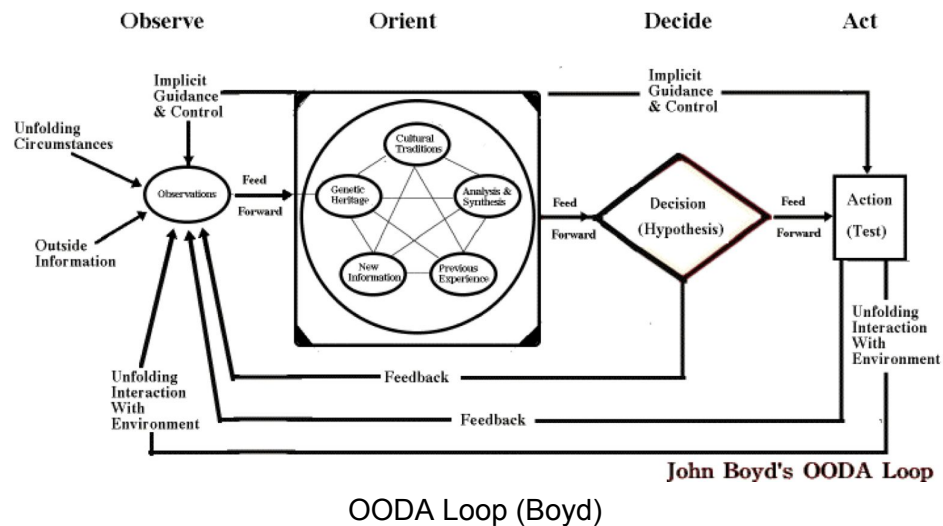 Observe
Orient
Decide
Act
Implicit
Guidance
& Control
Unfolding
Circumstances
Observations
Outside
Information
Feed
Forward
Cultural
Traditions
Genetic
Heritage
Analysis &
Synthesis
New
Information
Previous
Experience
Feed
Forward
Decision
(Hypothesis)
Implicit
Guidance
& Control
Feed
Forward
Action
(Test)
Unfolding
Interaction
With
Environment
Unfolding
Interaction
With
Environment
Feedback
Feedback
John Boyd's OODA Loop
OODA Loop (Boyd)